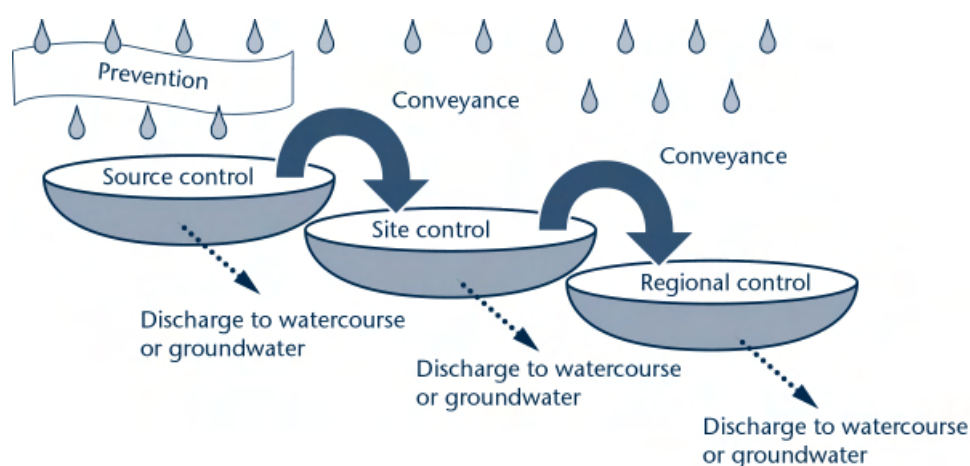 Prevention
Conveyance
Conveyance
Source control
Site control
Regional control
Discharge to watercourse
or groundwater
Discharge to watercourse
or groundwater
Discharge to watercourse
or groundwater